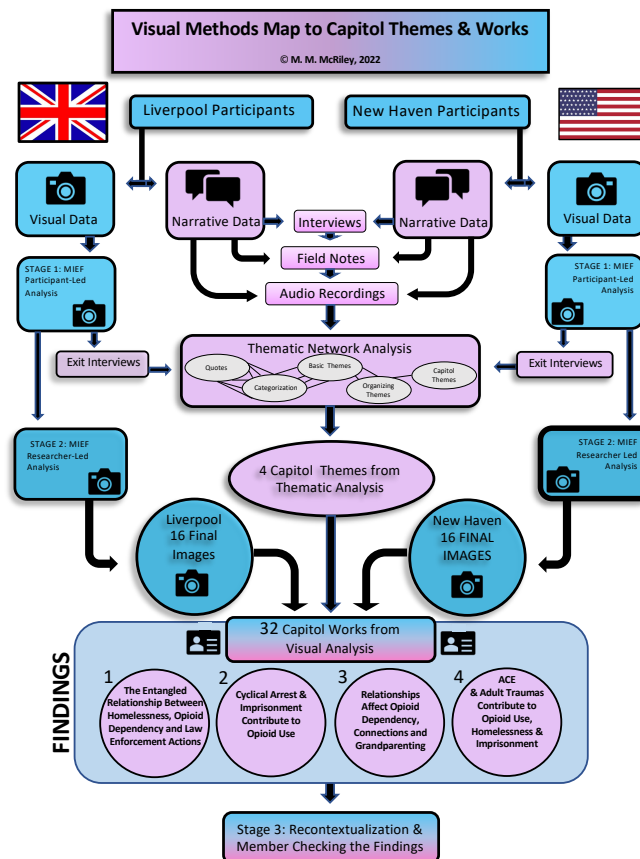 Visual Methods Map to Capitol Themes & Works
© M. M. McRiley, 2022
Liverpool Participants
New Haven Participants
Visual Data
Narrative Data
Interviews
Narrative Data
Visual Data
Field Notes
STAGE 1: MIEF
Participant-Led
Analysis
STAGE 1: MIEF
Participant-Led
Analysis
Audio Recordings
Exit Interviews
Thematic Network Analysis
Quotes
Basic Themes
Capitol
Themes
Categorization
Organizing
Themes
Exit Interviews
STAGE 2: MIEF
Researcher-Led
Analysis
STAGE 2: MIEF
Researcher Led
Analysis
4 Capitol Themes from
Thematic Analysis
Liverpool
16 Final
Images
New Haven
16 FINAL
IMAGES
32 Capitol Works from
Visual Analysis
FINDINGS
1
The Entangled
Relationship Between
Homelessness, Opioid
Dependency and Law
Enforcement Actions
2
Cyclical Arrest &
Imprisonment
Contribute to
Opioid Use
3
Relationships
Affect Opioid
Dependency,
Connections and
Grandparenting
4
ACE
& Adult Traumas
Contribute to
Opioid Use,
Homelessness &
Imprisonment
Stage 3: Recontextualization &
Member Checking the Findings